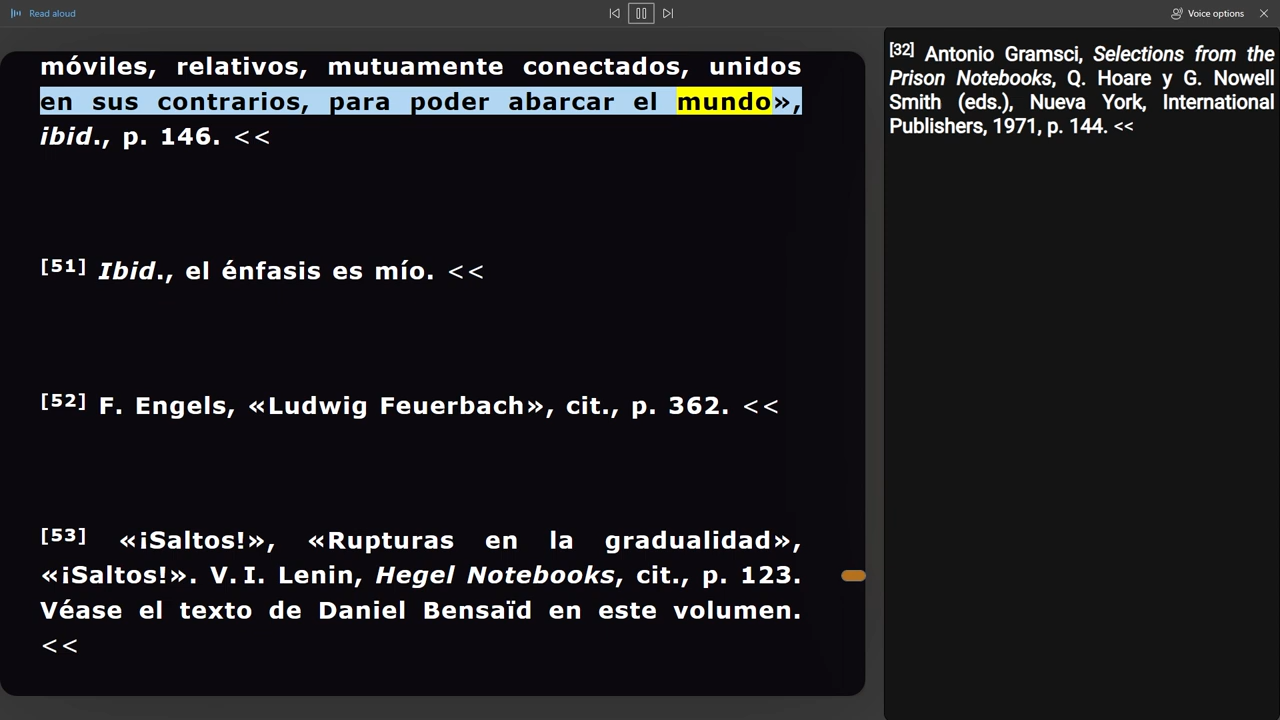 Read aloud
Voice options
móviles, relativos, mutuamente conectados, unidos
en sus contrarios, para poder abarcar el mundo»,
ibid., p. 146. <<
[51] Ibid., el énfasis es mío. <<
[52] F. Engels, «Ludwig Feuerbach», cit., p. 362. <<
[53] «¡Saltos!», «Rupturas en la gradualidad»,
«¡Saltos!». V. I. Lenin, Hegel Notebooks, cit., p. 123.
Véase el texto de Daniel Bensaïd en este volumen.
<<
[32] Antonio Gramsci, Selections from the
Prison Notebooks, Q. Hoare y G. Nowell
Smith (eds.), Nueva York, International
Publishers, 1971, p. 144. <<